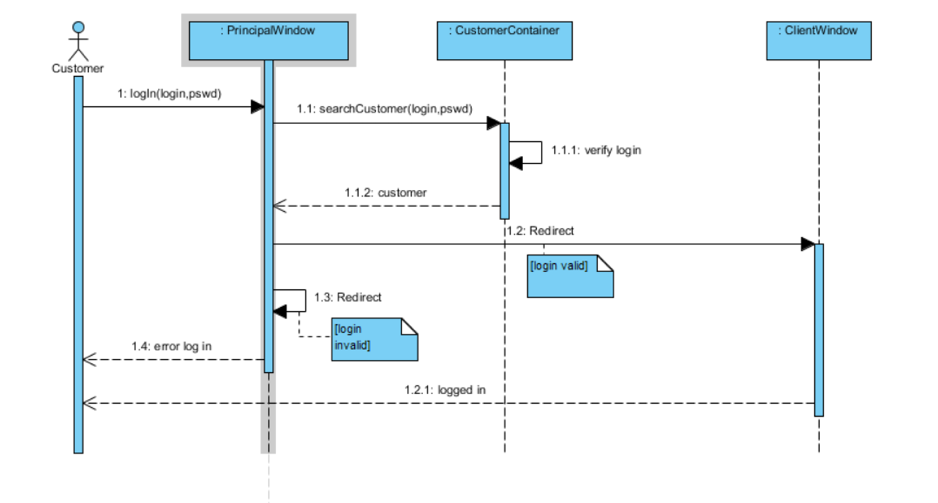 : PrincipalWindow
: CustomerContainer
: ClientWindow
Customer
1: logIn(login,pswd)
1.1: searchCustomer(login,pswd)
1.1.1: verify login
1.1.2: customer
1.2: Redirect
[login valid]
1.3: Redirect
[login
invalid]
1.4: error log in
1.2.1: logged in